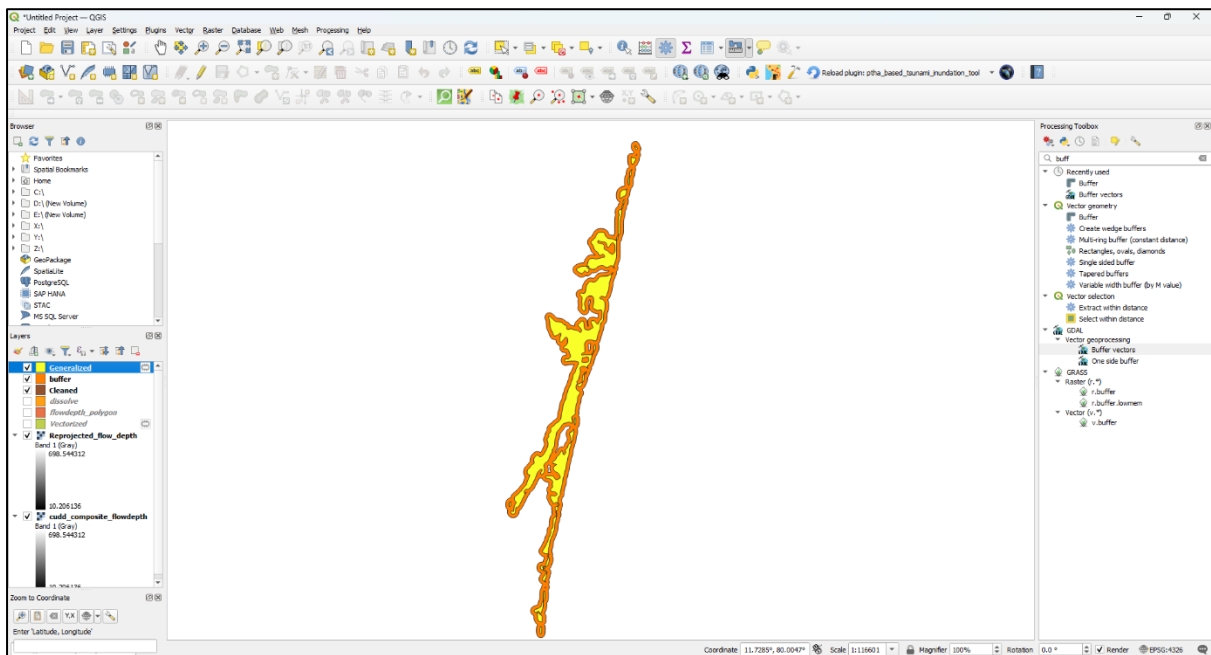 *Untitled Project — QGIS
Project Edit View Layer Settings Plugins Vector Raster Database Web Mesh Processing Help
Reload plugin: ptha_based_tsunami_inundation_tool
Browser
Favorites
Spatial Bookmarks
Home
C:\
D:\ (New Volume)
E:\ (New Volume)
X:\
Y:\
Z:\
GeoPackage
SpatiaLite
PostgreSQL
SAP HANA
STAC
MS SQL Server
Layers
Generalized
buffer
Cleaned
dissolve
flowdepth_polygon
Vectorized
Reprojected_flow_depth
Band 1 (Gray)
698.544312
10.206136
cudd_composite_flowdepth
Band 1 (Gray)
698.544312
10.206136
Zoom to Coordinate
Y,X
Enter 'Latitude, Longitude'
Processing Toolbox
buff
Recently used
Buffer
Buffer vectors
Vector geometry
Buffer
Create wedge buffers
Multi-ring buffer (constant distance)
Rectangles, ovals, diamonds
Single sided buffer
Tapered buffers
Variable width buffer (by M value)
Vector selection
Extract within distance
Select within distance
GDAL
Vector geoprocessing
Buffer vectors
One side buffer
GRASS
Raster (r.*)
r.buffer
r.buffer.lowmem
Vector (v.*)
v.buffer
Coordinate 11.7285°, 80.0047° Scale 1:116601 Magnifier 100% Rotation 0.0 ° Render EPSG:4326